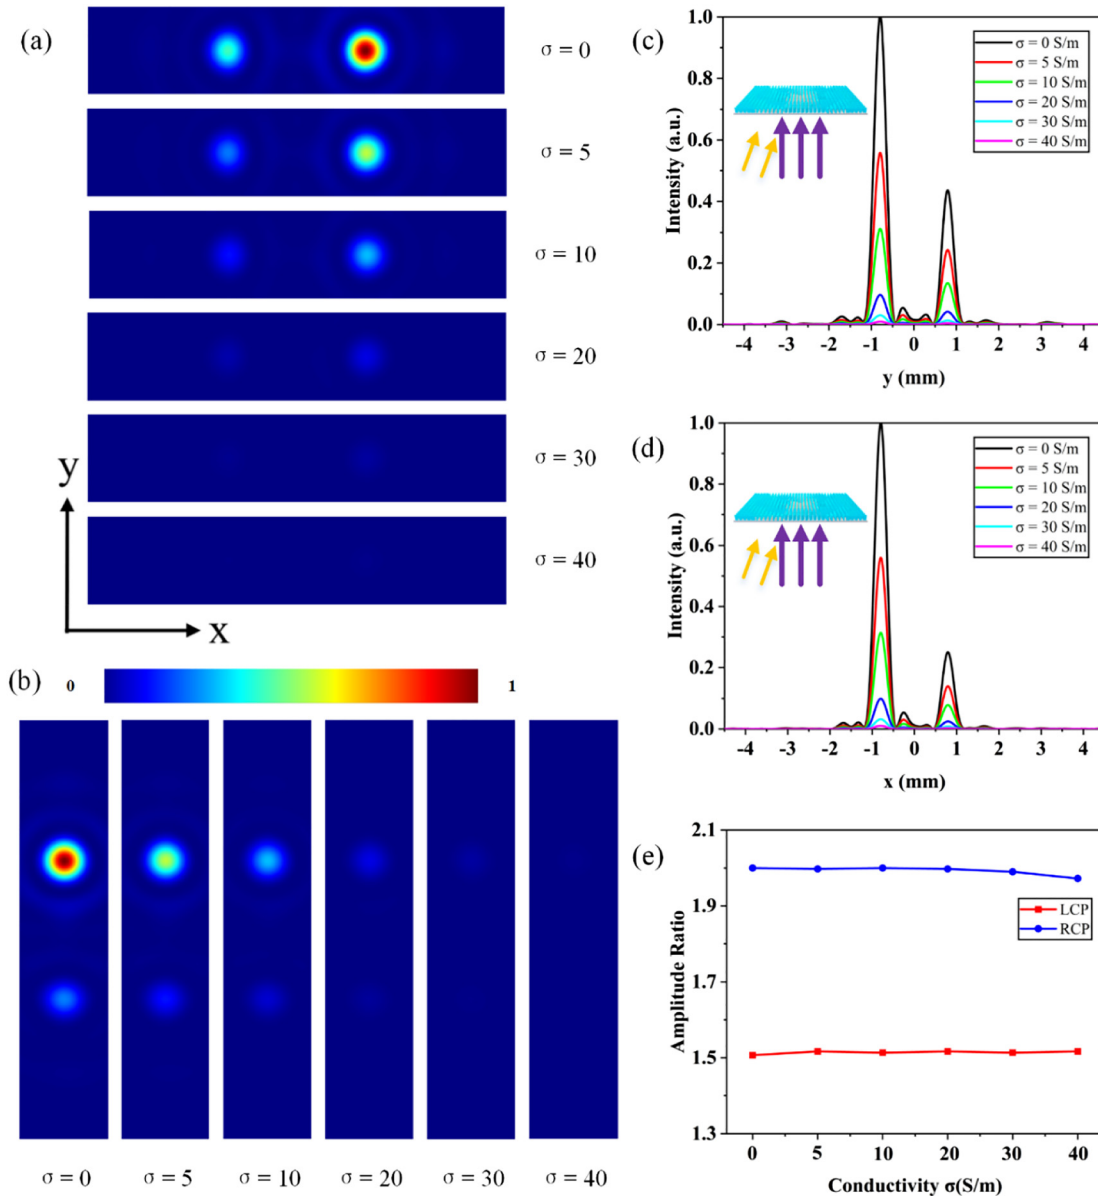 (a)
σ = 0
σ = 5
σ = 10
σ = 20
σ = 30
σ = 40
y
x
(b)
0
1
σ = 0 σ = 5 σ = 10 σ = 20 σ = 30 σ = 40
(c)
Intensity (a.u.)
1.0
0.8
0.6
0.4
0.2
0.0
-4 -3 -2 -1 0 1 2 3 4
y (mm)
σ = 0 S/m
σ = 5 S/m
σ = 10 S/m
σ = 20 S/m
σ = 30 S/m
σ = 40 S/m
(d)
Intensity (a.u.)
1.0
0.8
0.6
0.4
0.2
0.0
-4 -3 -2 -1 0 1 2 3 4
x (mm)
σ = 0 S/m
σ = 5 S/m
σ = 10 S/m
σ = 20 S/m
σ = 30 S/m
σ = 40 S/m
(e)
Amplitude Ratio
2.1
1.9
1.7
1.5
1.3
0 5 10 20 30 40
Conductivity σ(S/m)
LCP
RCP